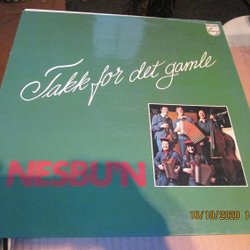 Takk for det gamle
NESBU'N
16/10/2020